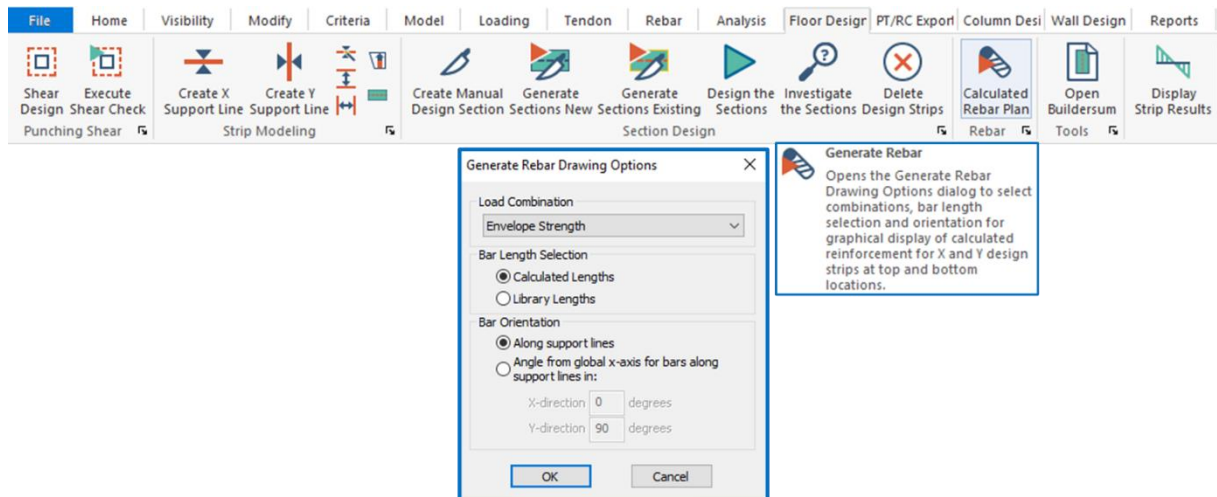 File Home Visibility Modify Criteria Model Loading Tendon Rebar Analysis Floor Design PT/RC Export Column Desi Wall Design Reports
Shear Execute Create X Create Y Create Manual Generate Generate Design the Investigate Delete Calculated Open Display
Design Shear Check Support Line Support Line Design Section Sections New Sections Existing Sections the Sections Design Strips Rebar Plan Buildersum Strip Results
Punching Shear Strip Modeling Section Design Rebar Tools
Generate Rebar Drawing Options
Load Combination
Envelope Strength
Bar Length Selection
Calculated Lengths
Library Lengths
Bar Orientation
Along support lines
Angle from global x-axis for bars along
support lines in:
X-direction 0 degrees
Y-direction 90 degrees
OK Cancel
Generate Rebar
Opens the Generate Rebar
Drawing Options dialog to select
combinations, bar length
selection and orientation for
graphical display of calculated
reinforcement for X and Y design
strips at top and bottom
locations.